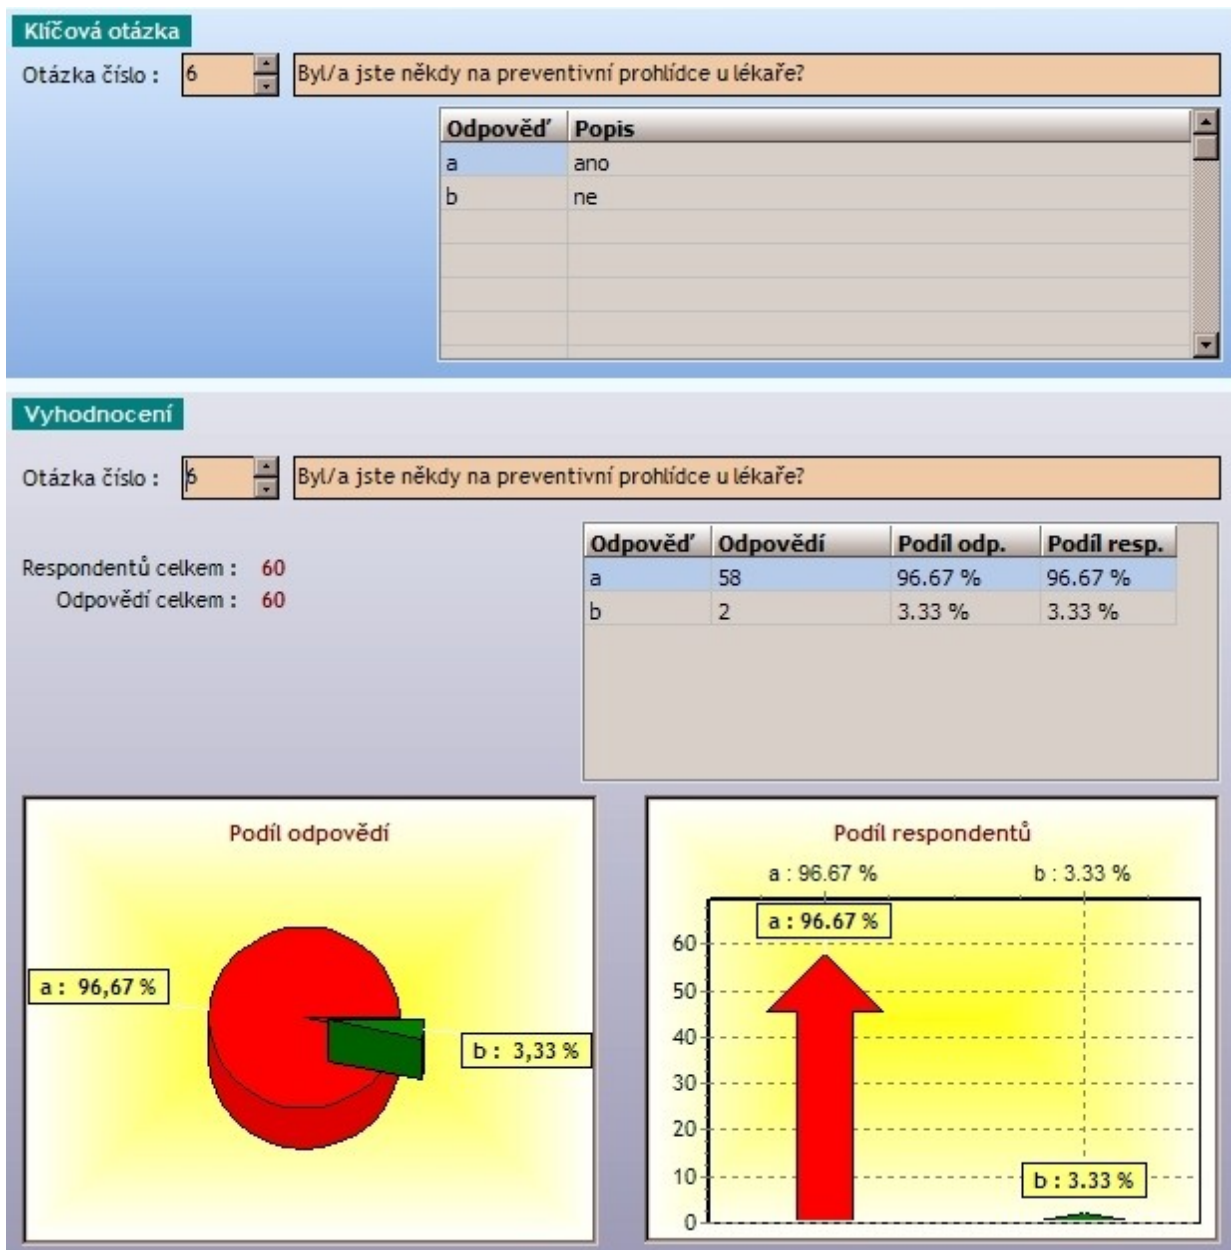 Klíčová otázka
Otázka číslo : 6 Byl/a jste někdy na preventivní prohlídce u lékaře?
Odpověď Popis
a ano
b ne
Vyhodnocení
Otázka číslo : 6 Byl/a jste někdy na preventivní prohlídce u lékaře?
Respondentů celkem : 60
Odpovědí celkem : 60
Odpověď Odpovědí Podíl odp. Podíl resp.
a 58 96.67 % 96.67 %
b 2 3.33 % 3.33 %
Podíl odpovědí
a : 96,67 %
b : 3,33 %
Podíl respondentů
a : 96.67 % b : 3.33 %
a : 96.67 %
60
50
40
30
20
10
b : 3.33 %
0